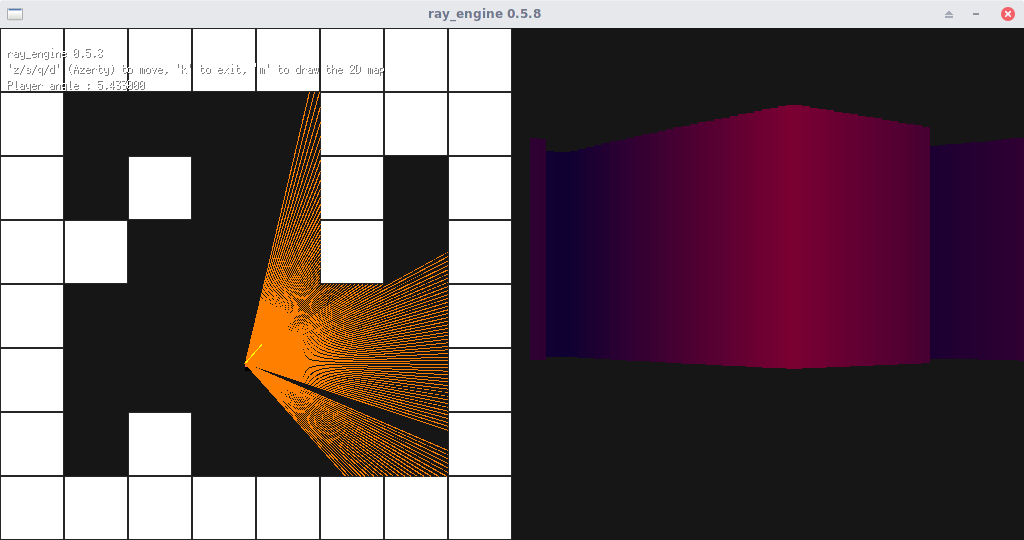 ray_engine 0.5.8
ray_engine 0.5.8
'z/s/q/d' (Azerty) to move, 'k' to exit, 'm' to draw the 2D map
Player angle : 5.433900